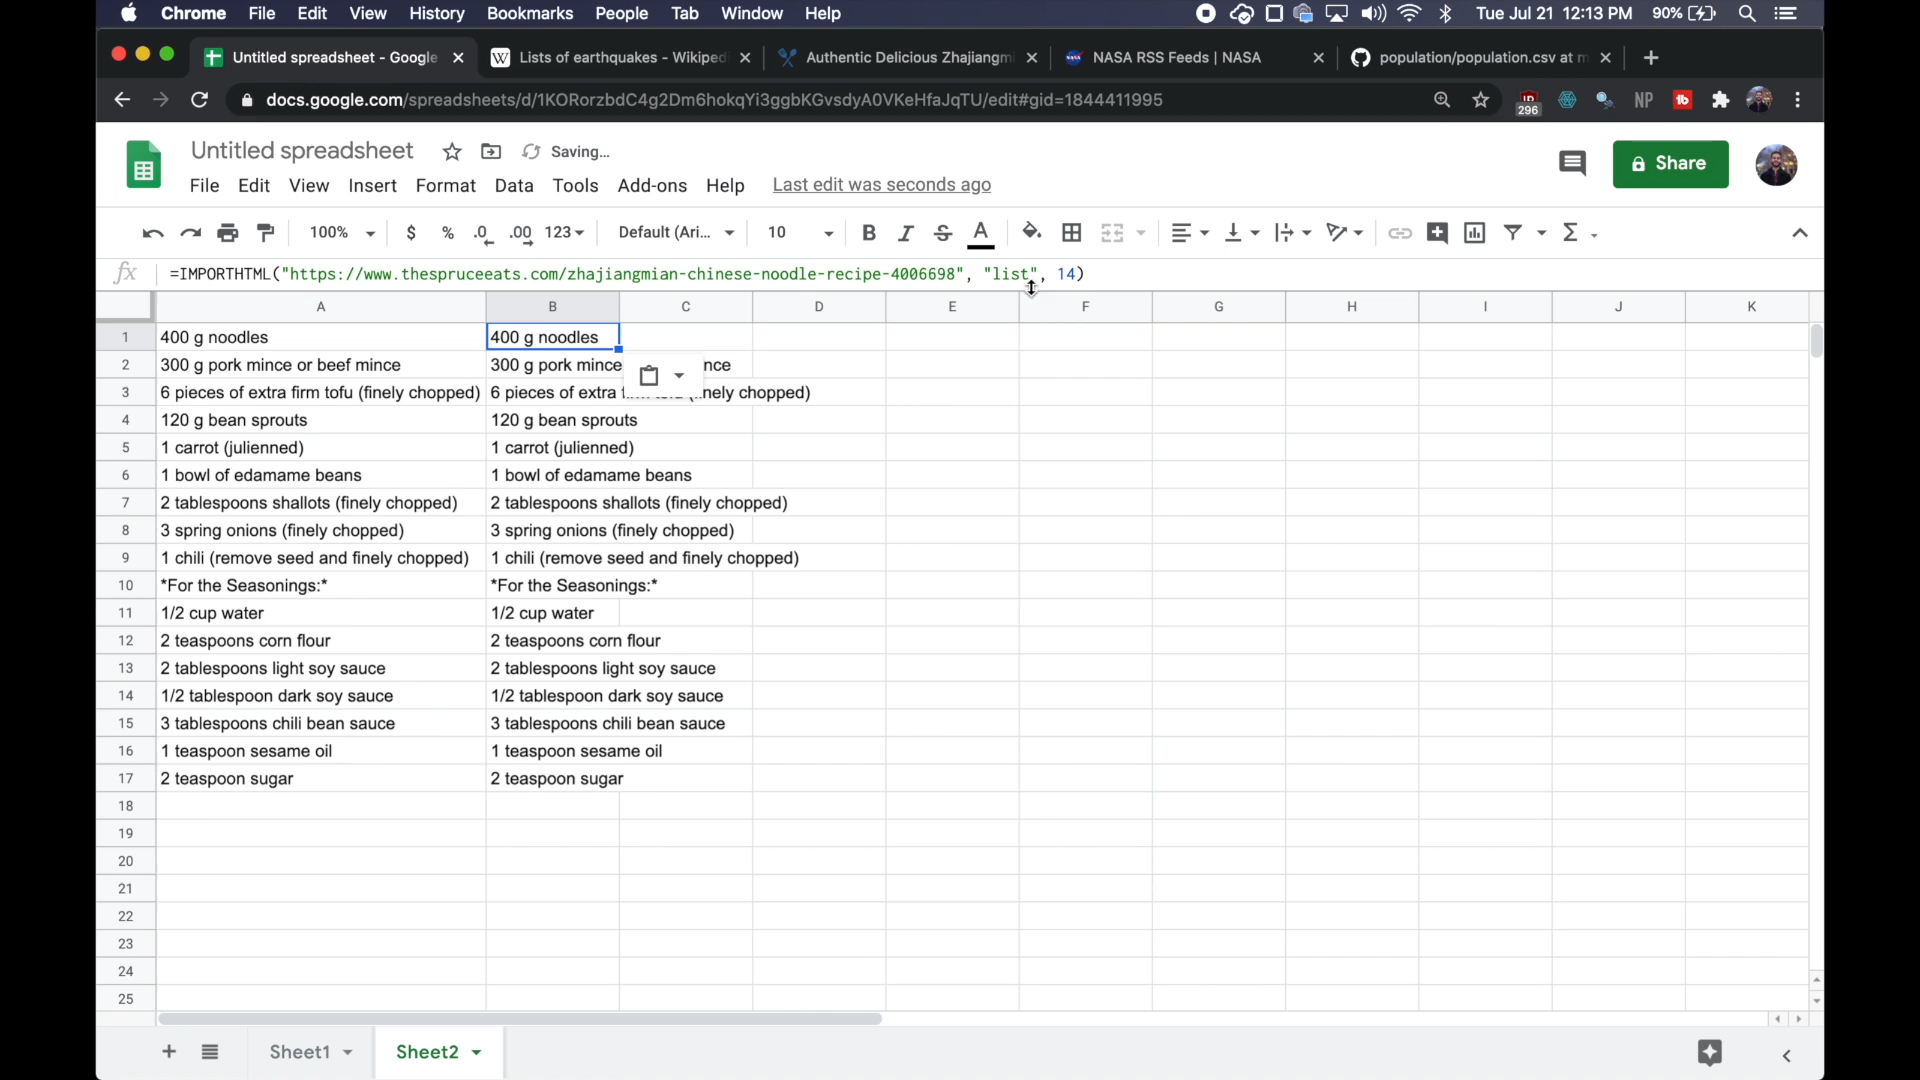 Chrome File Edit View History Bookmarks People Tab Window Help Tue Jul 21 12:13 PM 90%
Untitled spreadsheet - Google Lists of earthquakes - Wikiped Authentic Delicious Zhajiangmi NASA RSS Feeds | NASA population/population.csv at m
docs.google.com/spreadsheets/d/1KORorzbdC4g2Dm6hokqYi3ggbKGvsdyA0VKeHfaJqTU/edit#gid=1844411995 296 NP
Untitled spreadsheet Saving... Share
File Edit View Insert Format Data Tools Add-ons Help Last edit was seconds ago
100% $ % .0 .00 123 Default (Ari... 10 B I S A Σ
fx =IMPORTHTML("https://www.thespruceeats.com/zhajiangmian-chinese-noodle-recipe-4006698", "list", 14)
A B C D E F G H I J K
1 400 g noodles 400 g noodles
2 300 g pork mince or beef mince 300 g pork mince nce
3 6 pieces of extra firm tofu (finely chopped) 6 pieces of extra nely chopped)
4 120 g bean sprouts 120 g bean sprouts
5 1 carrot (julienned) 1 carrot (julienned)
6 1 bowl of edamame beans 1 bowl of edamame beans
7 2 tablespoons shallots (finely chopped) 2 tablespoons shallots (finely chopped)
8 3 spring onions (finely chopped) 3 spring onions (finely chopped)
9 1 chili (remove seed and finely chopped) 1 chili (remove seed and finely chopped)
10 *For the Seasonings:* *For the Seasonings:*
11 1/2 cup water 1/2 cup water
12 2 teaspoons corn flour 2 teaspoons corn flour
13 2 tablespoons light soy sauce 2 tablespoons light soy sauce
14 1/2 tablespoon dark soy sauce 1/2 tablespoon dark soy sauce
15 3 tablespoons chili bean sauce 3 tablespoons chili bean sauce
16 1 teaspoon sesame oil 1 teaspoon sesame oil
17 2 teaspoon sugar 2 teaspoon sugar
18
19
20
21
22
23
24
25
Sheet1 Sheet2